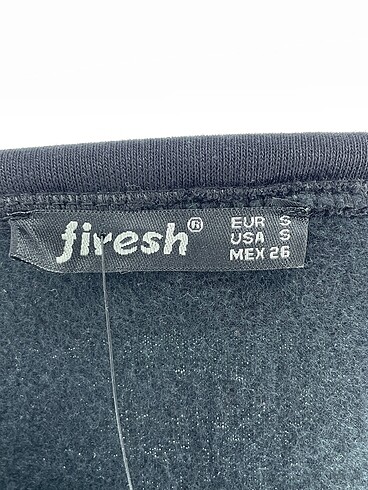 firesh®
EUR S
USA S
MEX 26